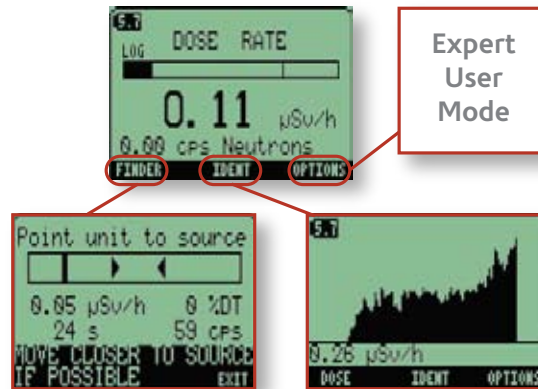 5.7
DOSE RATE
LOG
0.11 µSv/h
0.00 cps Neutrons
FINDER IDENT OPTIONS
Expert
User
Mode
Point unit to source
0.05 µSv/h 0 %DT
24 s 59 cps
MOVE CLOSER TO SOURCE
IF POSSIBLE EXIT
5.7
0.26 µSv/h
DOSE IDENT OPTIONS